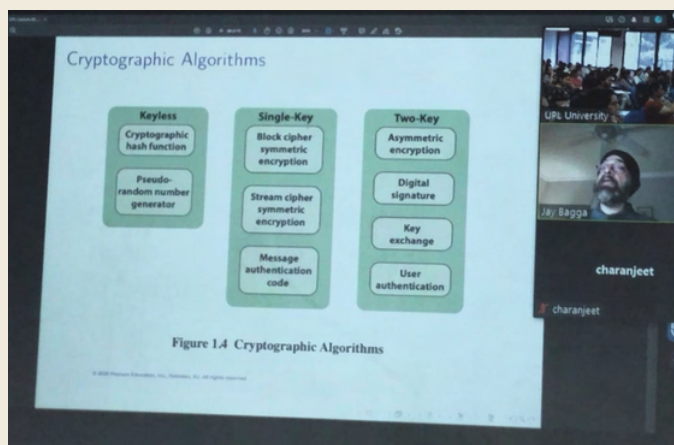 Cryptographic Algorithms
Keyless
Cryptographic
hash function
Pseudo-
random number
generator
Single-Key
Block cipher
symmetric
encryption
Stream cipher
symmetric
encryption
Message
authentication
code
Two-Key
Asymmetric
encryption
Digital
signature
Key
exchange
User
authentication
Figure 1.4 Cryptographic Algorithms
UPL University
Jay Bagga
charanjeet
charanjeet